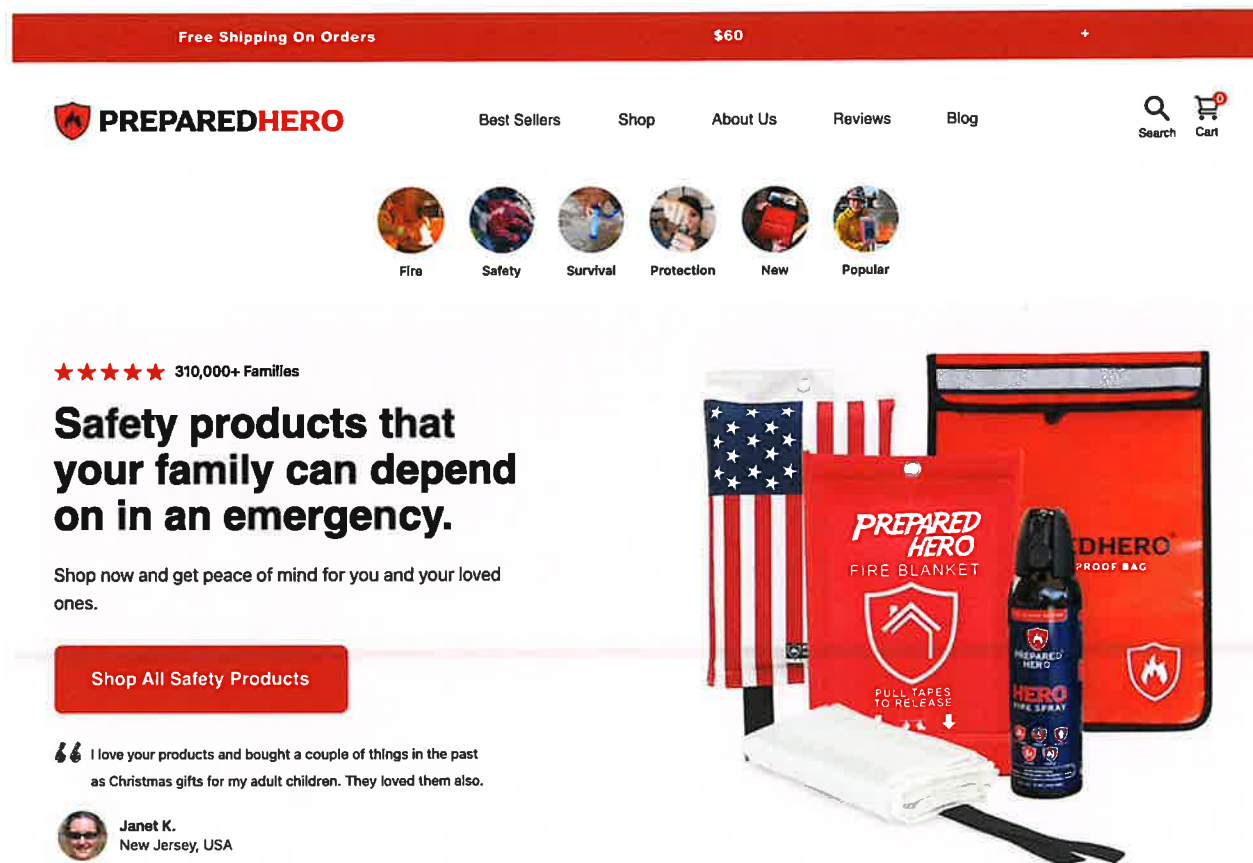 Free Shipping On Orders $60 +
PREPAREDHERO
Best Sellers Shop About Us Reviews Blog
Search
0
Cart
Fire Safety Survival Protection New Popular
310,000+ Families
Safety products that
your family can depend
on in an emergency.
Shop now and get peace of mind for you and your loved
ones.
Shop All Safety Products
I love your products and bought a couple of things in the past
as Christmas gifts for my adult children. They loved them also.
Janet K.
New Jersey, USA
PREPARED
HERO
FIRE BLANKET
PULL TAPES
TO RELEASE
EDHERO®
PROOF BAG
PREPARED
HERO
HERO
FIRE SPRAY